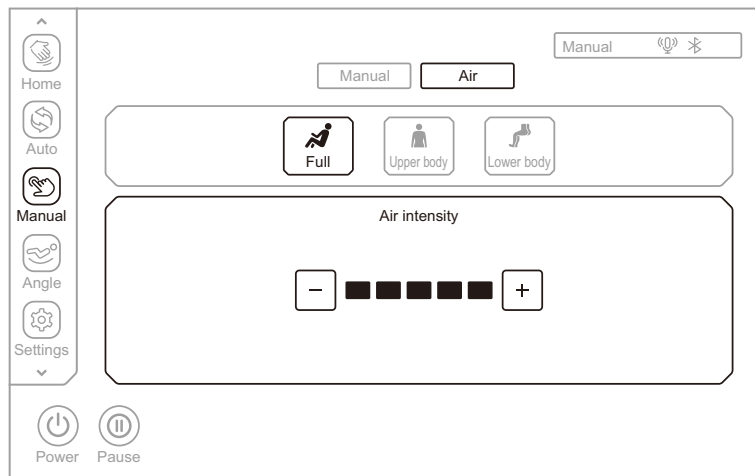 Home
Auto
Manual
Angle
Settings
Manual
Manual Air
Full Upper body Lower body
Air intensity
− +
Power Pause